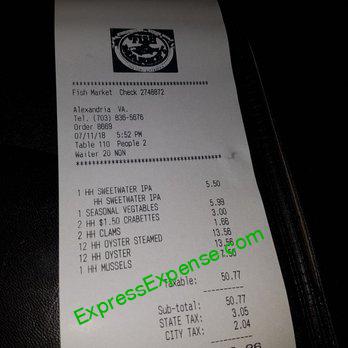 ****************************************
Fish Market Check 2746872
Alexandria VA.
Tel. (703) 836-5676
Order 8669
07/11/18 5:52 PM
Table 110 People 2
Waiter 20 NON
****************************************
1 HH SWEETWATER IPA 5.50
HH SWEETWATER IPA
1 SEASONAL VEGTABLES 5.99
2 HH $1.50 CRABETTES 3.00
2 HH CLAMS 1.66
12 HH OYSTER STEAMED 13.56
12 HH OYSTER 13.56
1 HH MUSSELS 7.50
Taxable: 50.77
Sub-total: 50.77
STATE TAX: 3.05
CITY TAX: 2.04
ExpressExpense.com